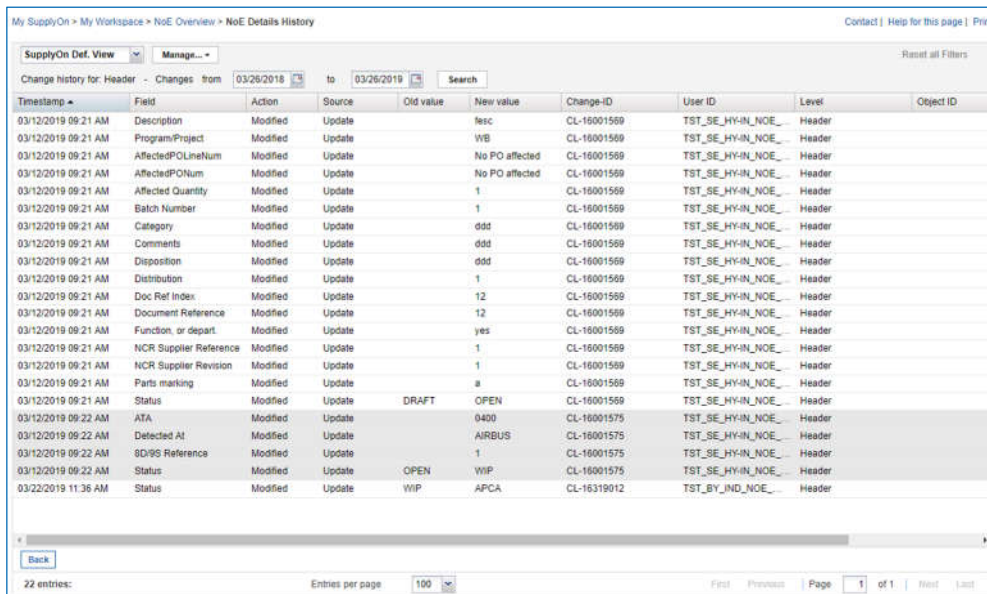 My SupplyOn > My Workspace > NoE Overview > NoE Details History Contact | Help for this page | Prin
SupplyOn Def. View Manage... Reset all Filters
Change history for: Header - Changes from 03/26/2018 to 03/26/2019 Search
Timestamp Field Action Source Old value New value Change-ID User ID Level Object ID
03/12/2019 09:21 AM Description Modified Update fesc CL-16001569 TST_SE_HY-IN_NOE_... Header
03/12/2019 09:21 AM Program/Project Modified Update WB CL-16001569 TST_SE_HY-IN_NOE_... Header
03/12/2019 09:21 AM AffectedPOLineNum Modified Update No PO affected CL-16001569 TST_SE_HY-IN_NOE_... Header
03/12/2019 09:21 AM AffectedPONum Modified Update No PO affected CL-16001569 TST_SE_HY-IN_NOE_... Header
03/12/2019 09:21 AM Affected Quantity Modified Update 1 CL-16001569 TST_SE_HY-IN_NOE_... Header
03/12/2019 09:21 AM Batch Number Modified Update 1 CL-16001569 TST_SE_HY-IN_NOE_... Header
03/12/2019 09:21 AM Category Modified Update ddd CL-16001569 TST_SE_HY-IN_NOE_... Header
03/12/2019 09:21 AM Comments Modified Update ddd CL-16001569 TST_SE_HY-IN_NOE_... Header
03/12/2019 09:21 AM Disposition Modified Update ddd CL-16001569 TST_SE_HY-IN_NOE_... Header
03/12/2019 09:21 AM Distribution Modified Update 1 CL-16001569 TST_SE_HY-IN_NOE_... Header
03/12/2019 09:21 AM Doc Ref Index Modified Update 12 CL-16001569 TST_SE_HY-IN_NOE_... Header
03/12/2019 09:21 AM Document Reference Modified Update 12 CL-16001569 TST_SE_HY-IN_NOE_... Header
03/12/2019 09:21 AM Function, or depart. Modified Update yes CL-16001569 TST_SE_HY-IN_NOE_... Header
03/12/2019 09:21 AM NCR Supplier Reference Modified Update 1 CL-16001569 TST_SE_HY-IN_NOE_... Header
03/12/2019 09:21 AM NCR Supplier Revision Modified Update 1 CL-16001569 TST_SE_HY-IN_NOE_... Header
03/12/2019 09:21 AM Parts marking Modified Update a CL-16001569 TST_SE_HY-IN_NOE_... Header
03/12/2019 09:21 AM Status Modified Update DRAFT OPEN CL-16001569 TST_SE_HY-IN_NOE_... Header
03/12/2019 09:22 AM ATA Modified Update 0400 CL-16001575 TST_SE_HY-IN_NOE_... Header
03/12/2019 09:22 AM Detected At Modified Update AIRBUS CL-16001575 TST_SE_HY-IN_NOE_... Header
03/12/2019 09:22 AM 8D/9S Reference Modified Update 1 CL-16001575 TST_SE_HY-IN_NOE_... Header
03/12/2019 09:22 AM Status Modified Update OPEN WIP CL-16001575 TST_SE_HY-IN_NOE_... Header
03/22/2019 11:36 AM Status Modified Update WIP APCA CL-16319012 TST_BY_IND_NOE_... Header
Back
22 entries: Entries per page 100 First Previous | Page 1 of 1 | Next Last